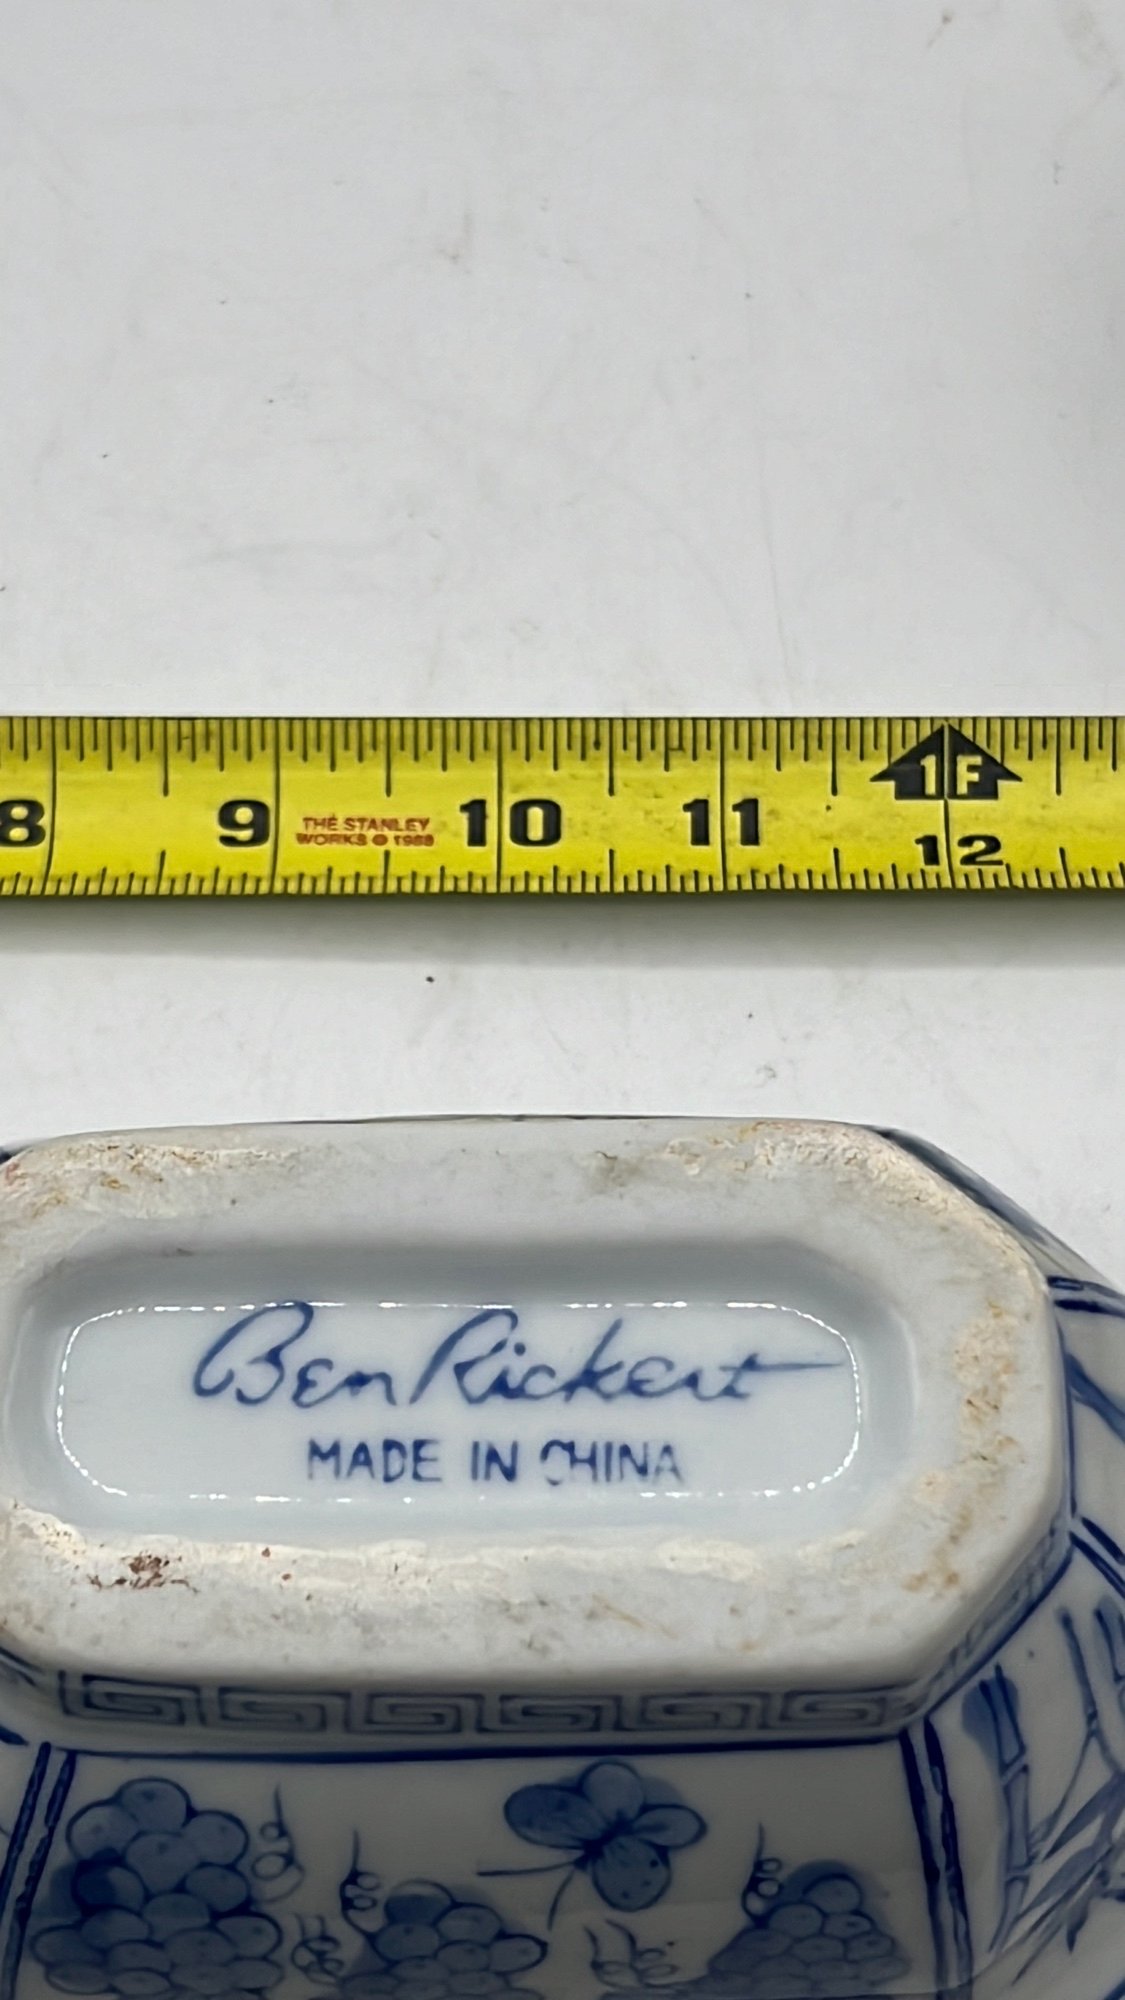 8 9 10 11 12
1F
THE STANLEY
WORKS © 1988
Ben Rickert
MADE IN CHINA